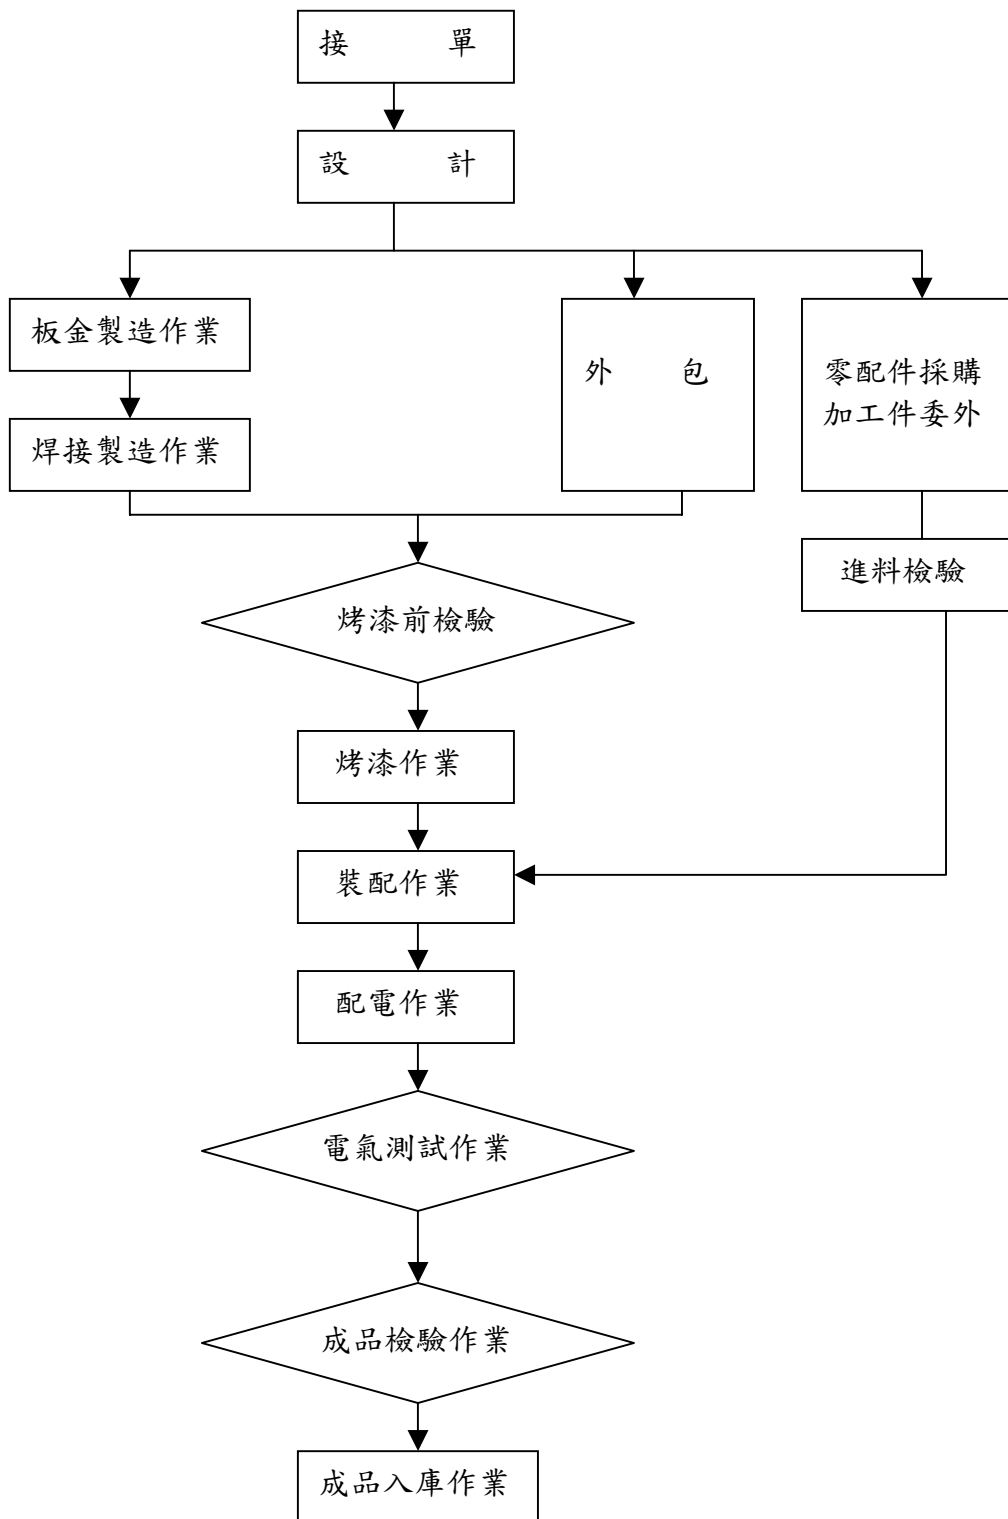 接 單
設 計
板金製造作業
焊接製造作業
外 包
零配件採購
加工件委外
進料檢驗
烤漆前檢驗
烤漆作業
裝配作業
配電作業
電氣測試作業
成品檢驗作業
成品入庫作業